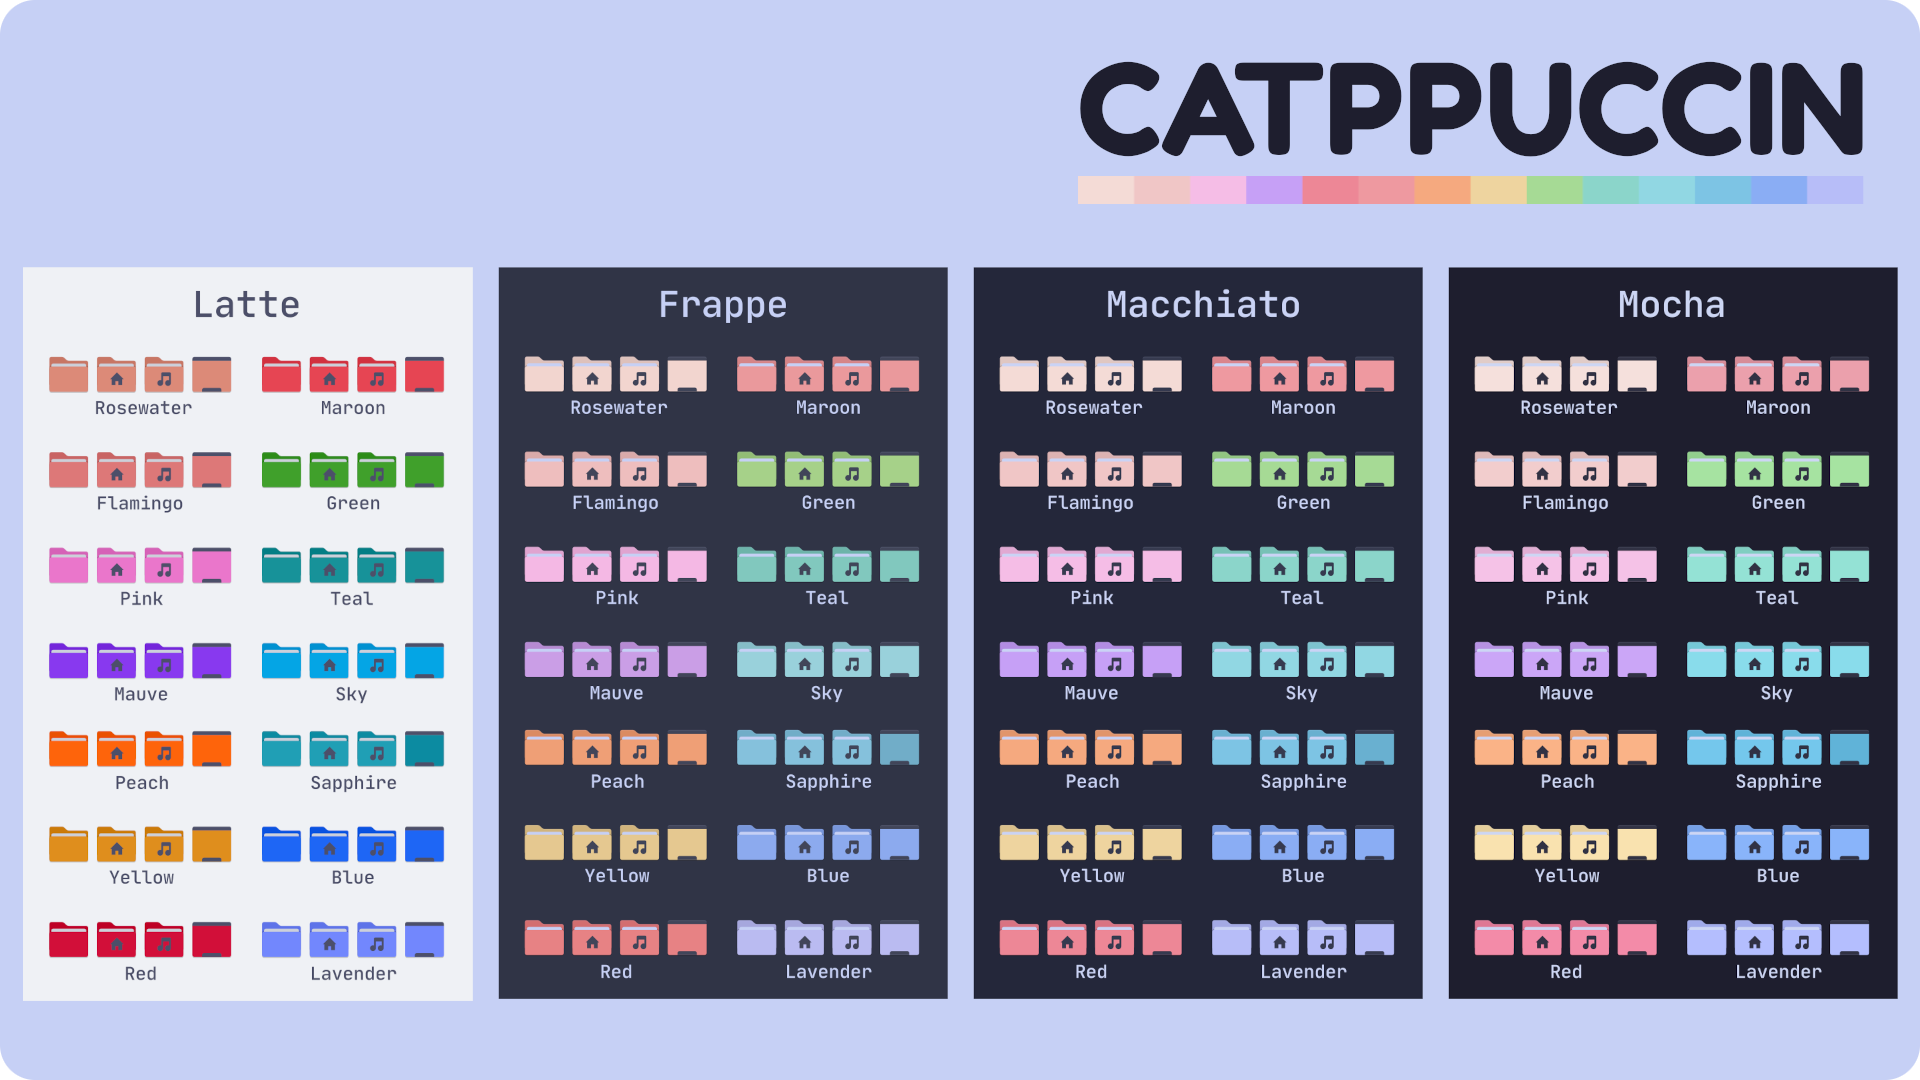 CATPPUCCIN
Latte
Rosewater
Maroon
Flamingo
Green
Pink
Teal
Mauve
Sky
Peach
Sapphire
Yellow
Blue
Red
Lavender
Frappe
Rosewater
Maroon
Flamingo
Green
Pink
Teal
Mauve
Sky
Peach
Sapphire
Yellow
Blue
Red
Lavender
Macchiato
Rosewater
Maroon
Flamingo
Green
Pink
Teal
Mauve
Sky
Peach
Sapphire
Yellow
Blue
Red
Lavender
Mocha
Rosewater
Maroon
Flamingo
Green
Pink
Teal
Mauve
Sky
Peach
Sapphire
Yellow
Blue
Red
Lavender